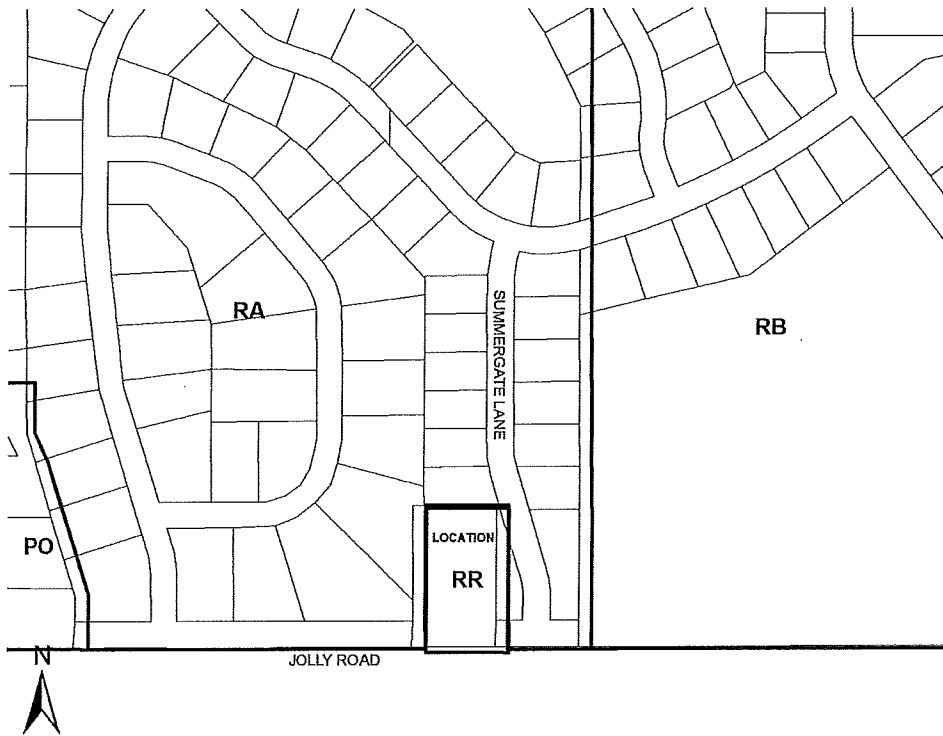 RA
SUMMERGATE LANE
RB
LOCATION
RR
PO
N
JOLLY ROAD